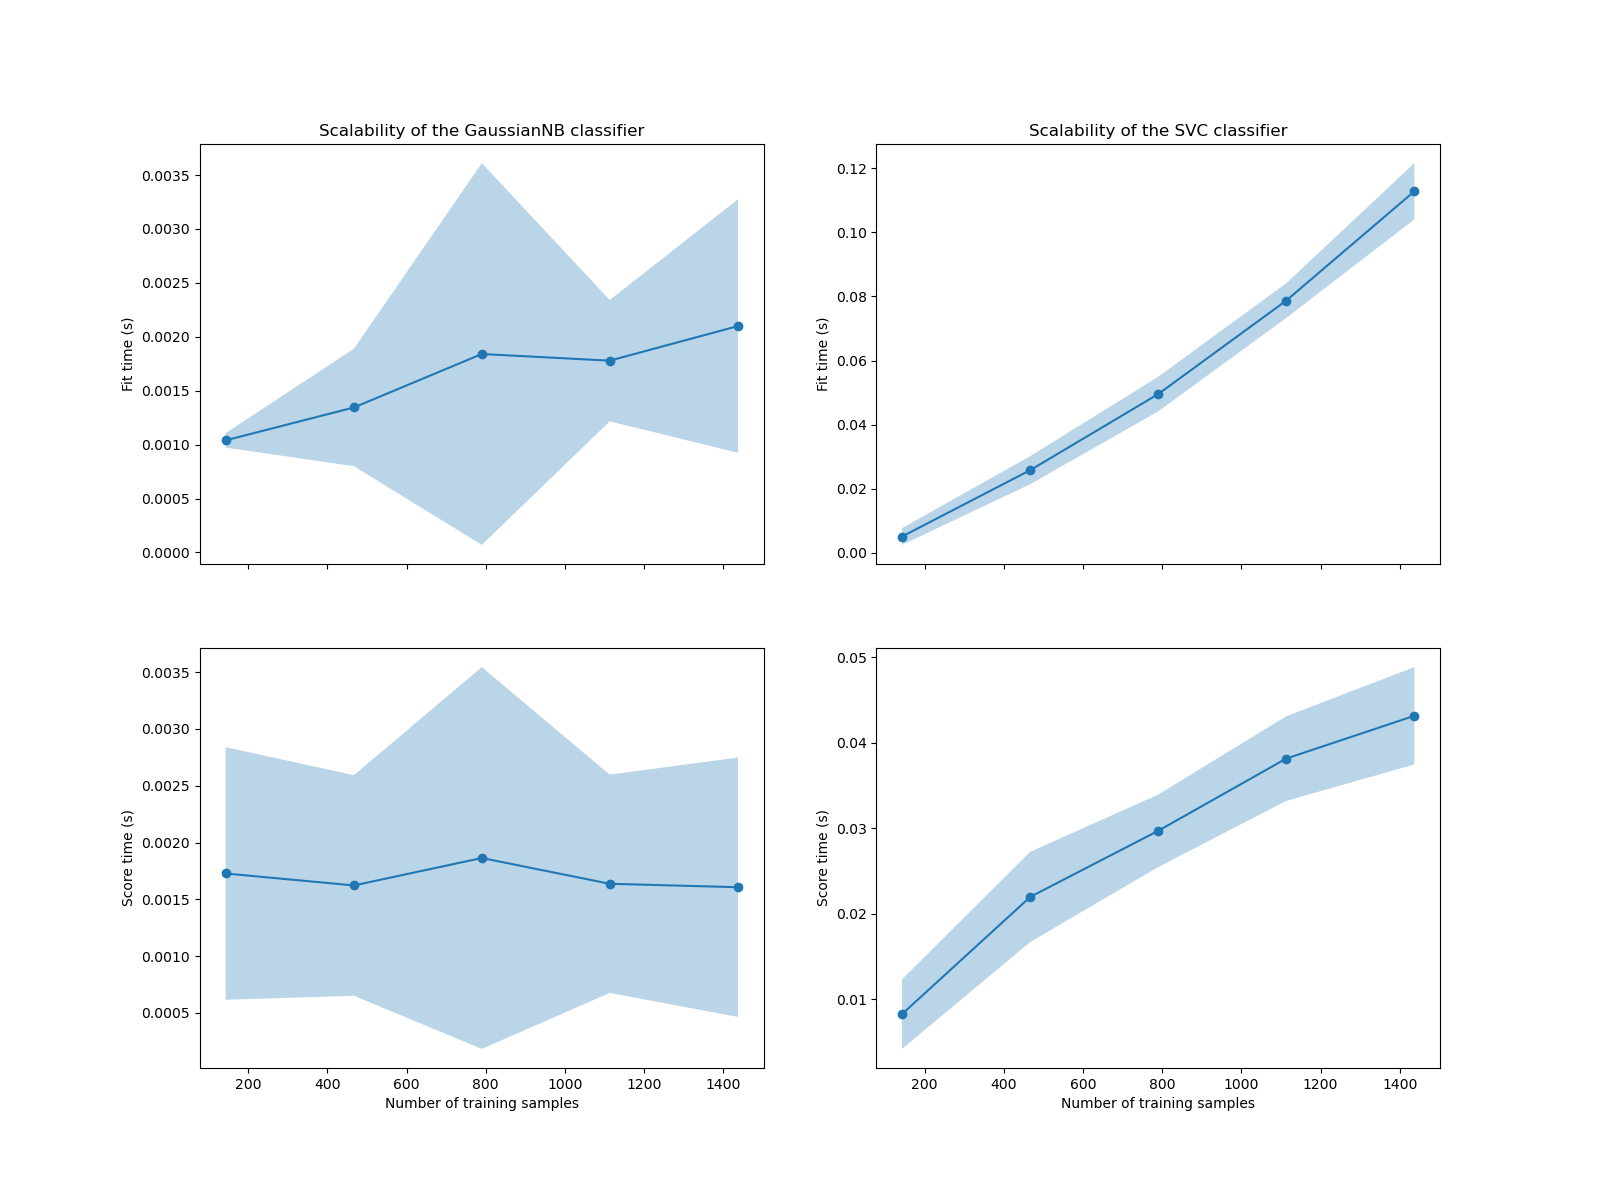 Scalability of the GaussianNB classifier
0.0035
0.0030
0.0025
0.0020
0.0015
0.0010
0.0005
0.0000
Fit time (s)
Scalability of the SVC classifier
0.12
0.10
0.08
0.06
0.04
0.02
0.00
Fit time (s)
0.0035
0.0030
0.0025
0.0020
0.0015
0.0010
0.0005
Score time (s)
200 400 600 800 1000 1200 1400
Number of training samples
0.05
0.04
0.03
0.02
0.01
Score time (s)
200 400 600 800 1000 1200 1400
Number of training samples